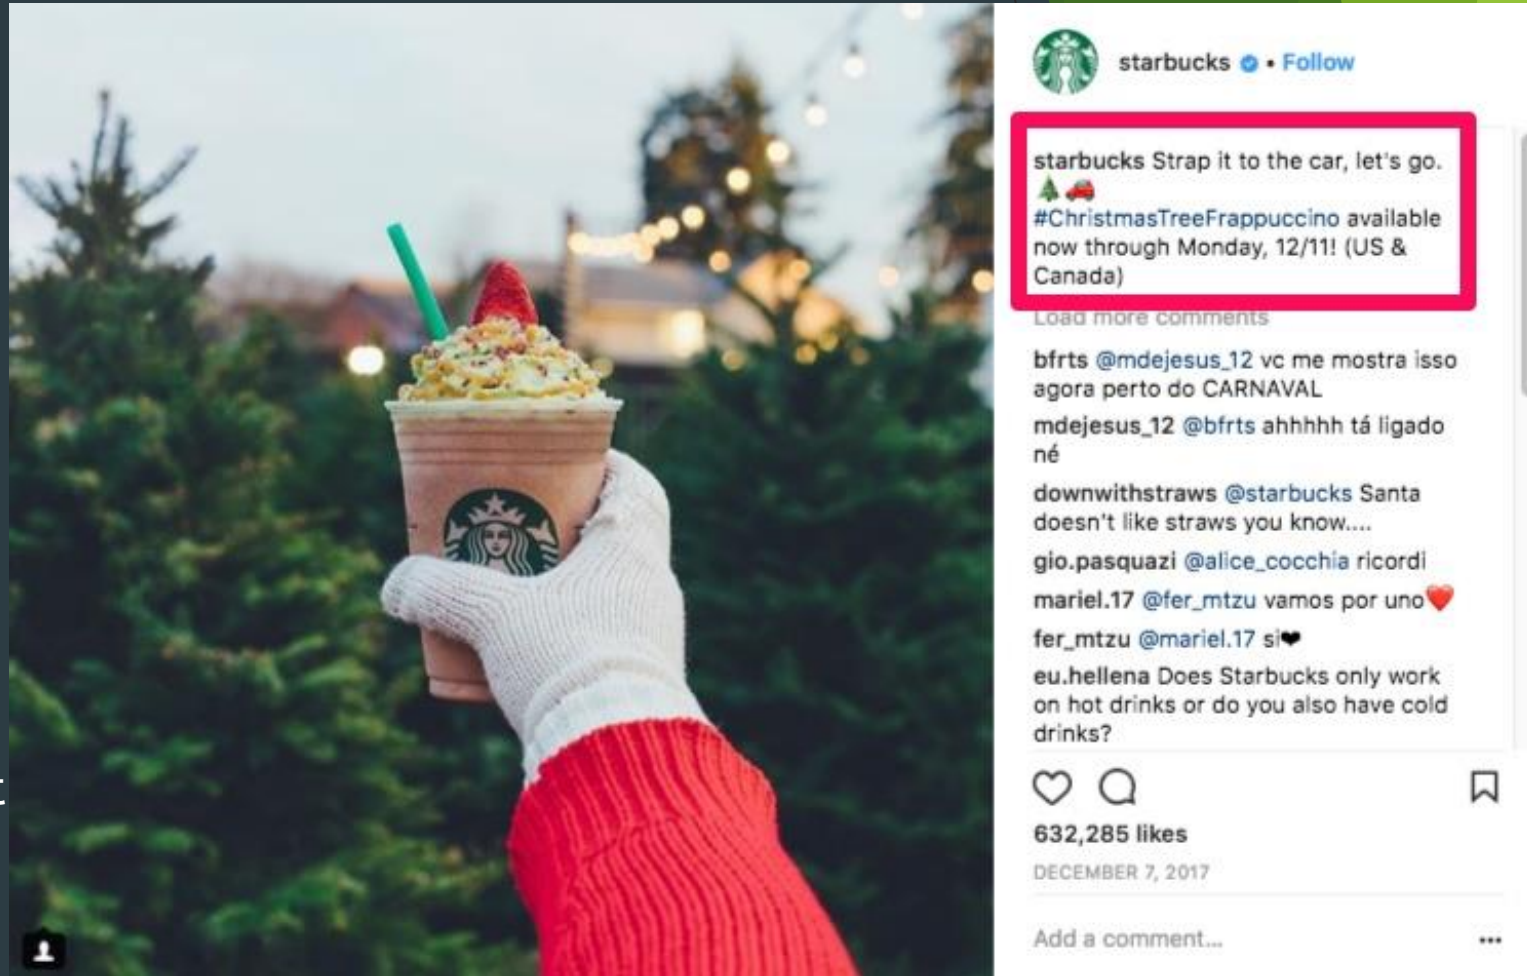 starbucks • Follow
starbucks Strap it to the car, let's go.
🎄🚗
#ChristmasTreeFrappuccino available
now through Monday, 12/11! (US &
Canada)
Load more comments
bfrts @mdejesus_12 vc me mostra isso
agora perto do CARNAVAL
mdejesus_12 @bfrts ahhhhh tá ligado
né
downwithstraws @starbucks Santa
doesn't like straws you know....
gio.pasquazi @alice_cocchia ricordi
mariel.17 @fer_mtzu vamos por uno❤️
fer_mtzu @mariel.17 si❤
eu.hellena Does Starbucks only work
on hot drinks or do you also have cold
drinks?
632,285 likes
DECEMBER 7, 2017
Add a comment...